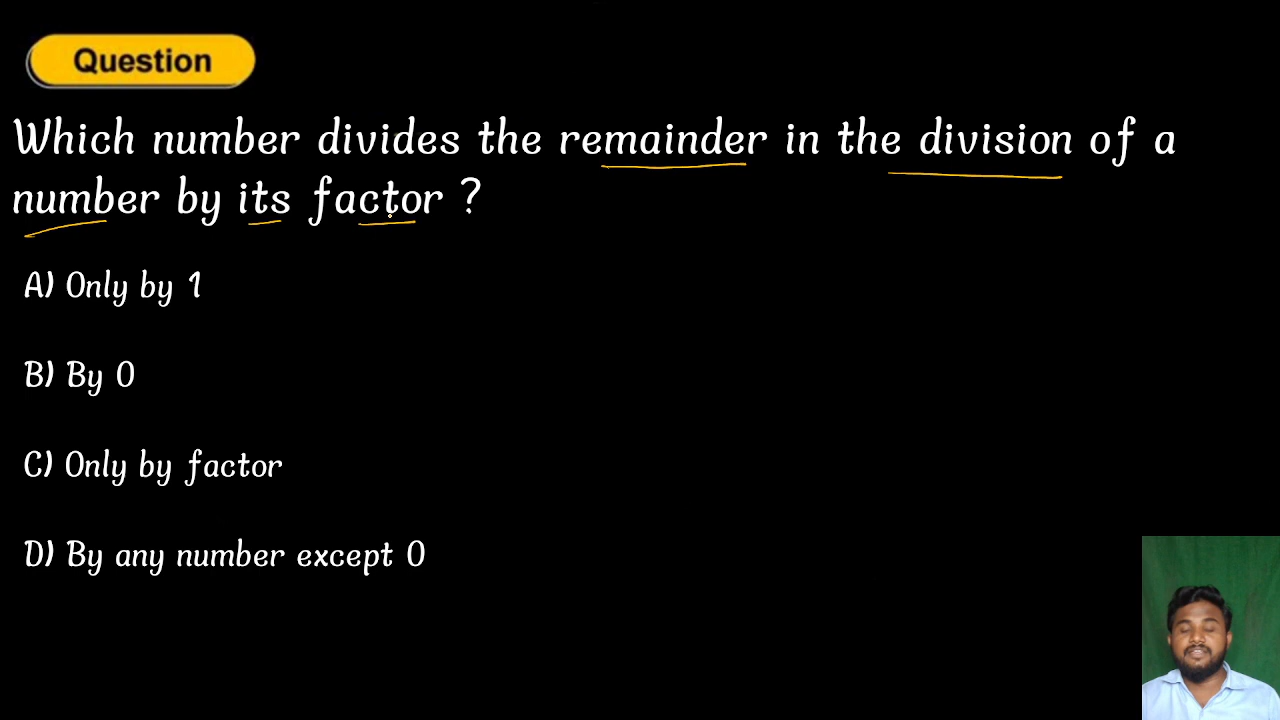 Question
Which number divides the remainder in the division of a
number by its factor ?
A) Only by 1
B) By 0
C) Only by factor
D) By any number except 0